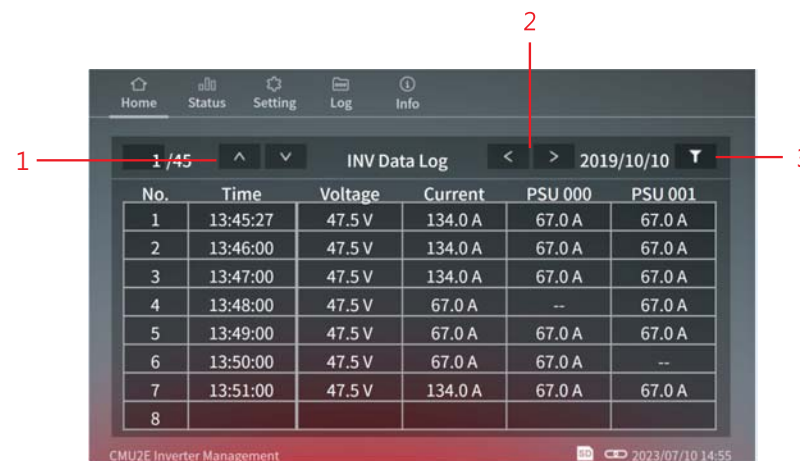 2
Home Status Setting Log Info
1 1 /45 ^ v INV Data Log < > 2019/10/10 3
No. Time Voltage Current PSU 000 PSU 001
1 13:45:27 47.5 V 134.0 A 67.0 A 67.0 A
2 13:46:00 47.5 V 134.0 A 67.0 A 67.0 A
3 13:47:00 47.5 V 134.0 A 67.0 A 67.0 A
4 13:48:00 47.5 V 67.0 A -- 67.0 A
5 13:49:00 47.5 V 67.0 A 67.0 A 67.0 A
6 13:50:00 47.5 V 67.0 A 67.0 A --
7 13:51:00 47.5 V 134.0 A 67.0 A 67.0 A
8
CMU2E Inverter Management SD 2023/07/10 14:55